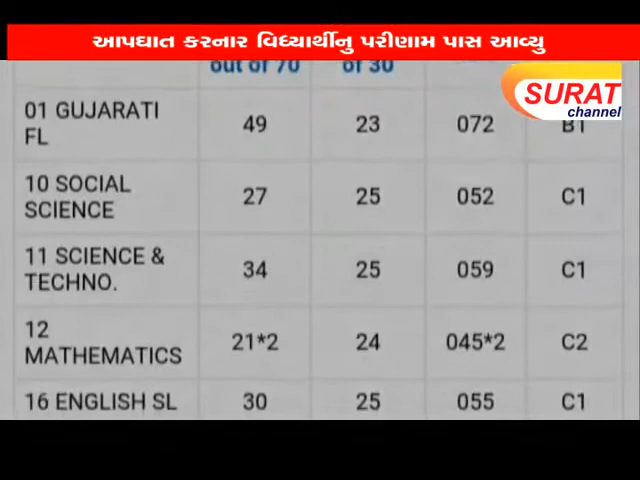 આપઘાત કરનાર વિધ્યાર્થીનુ પરીણામ પાસ આવ્યુ
out of 70 of 30
SURAT
channel
01 GUJARATI
FL 49 23 072 B1
10 SOCIAL
SCIENCE 27 25 052 C1
11 SCIENCE &
TECHNO. 34 25 059 C1
12
MATHEMATICS 21*2 24 045*2 C2
16 ENGLISH SL 30 25 055 C1